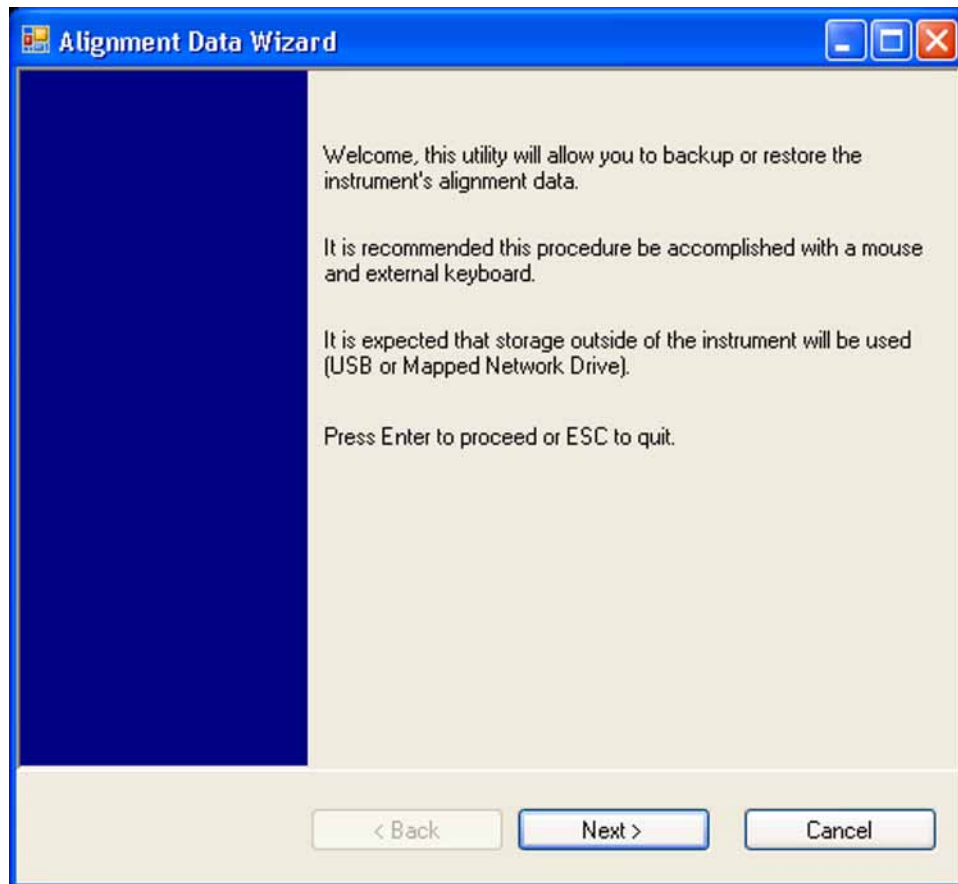 Alignment Data Wizard
Welcome, this utility will allow you to backup or restore the
instrument's alignment data.
It is recommended this procedure be accomplished with a mouse
and external keyboard.
It is expected that storage outside of the instrument will be used
(USB or Mapped Network Drive).
Press Enter to proceed or ESC to quit.
< Back
Next >
Cancel